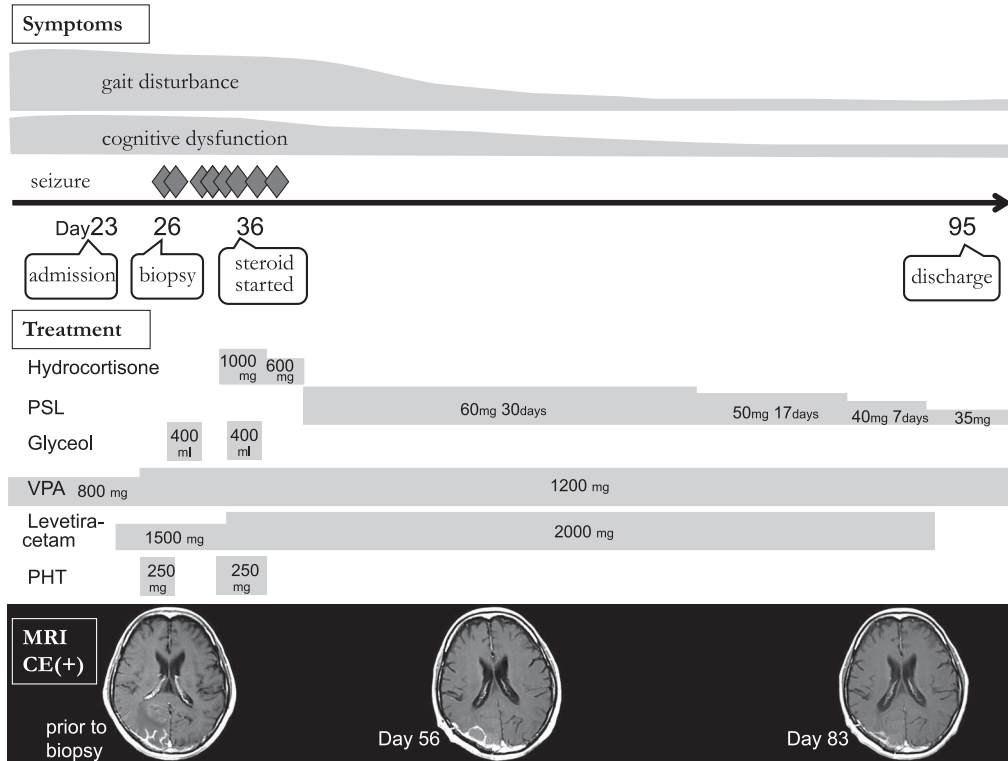 Symptoms
gait disturbance
cognitive dysfunction
seizure
Day23 26 36 95
admission biopsy steroid started discharge
Treatment
Hydrocortisone 1000 mg 600 mg
PSL 60mg 30days 50mg 17days 40mg 7days 35mg
Glyceol 400 ml 400 ml
VPA 800 mg 1200 mg
Levetira-
cetam 1500 mg 2000 mg
PHT 250 mg 250 mg
MRI
CE(+)
prior to
biopsy
Day 56
Day 83